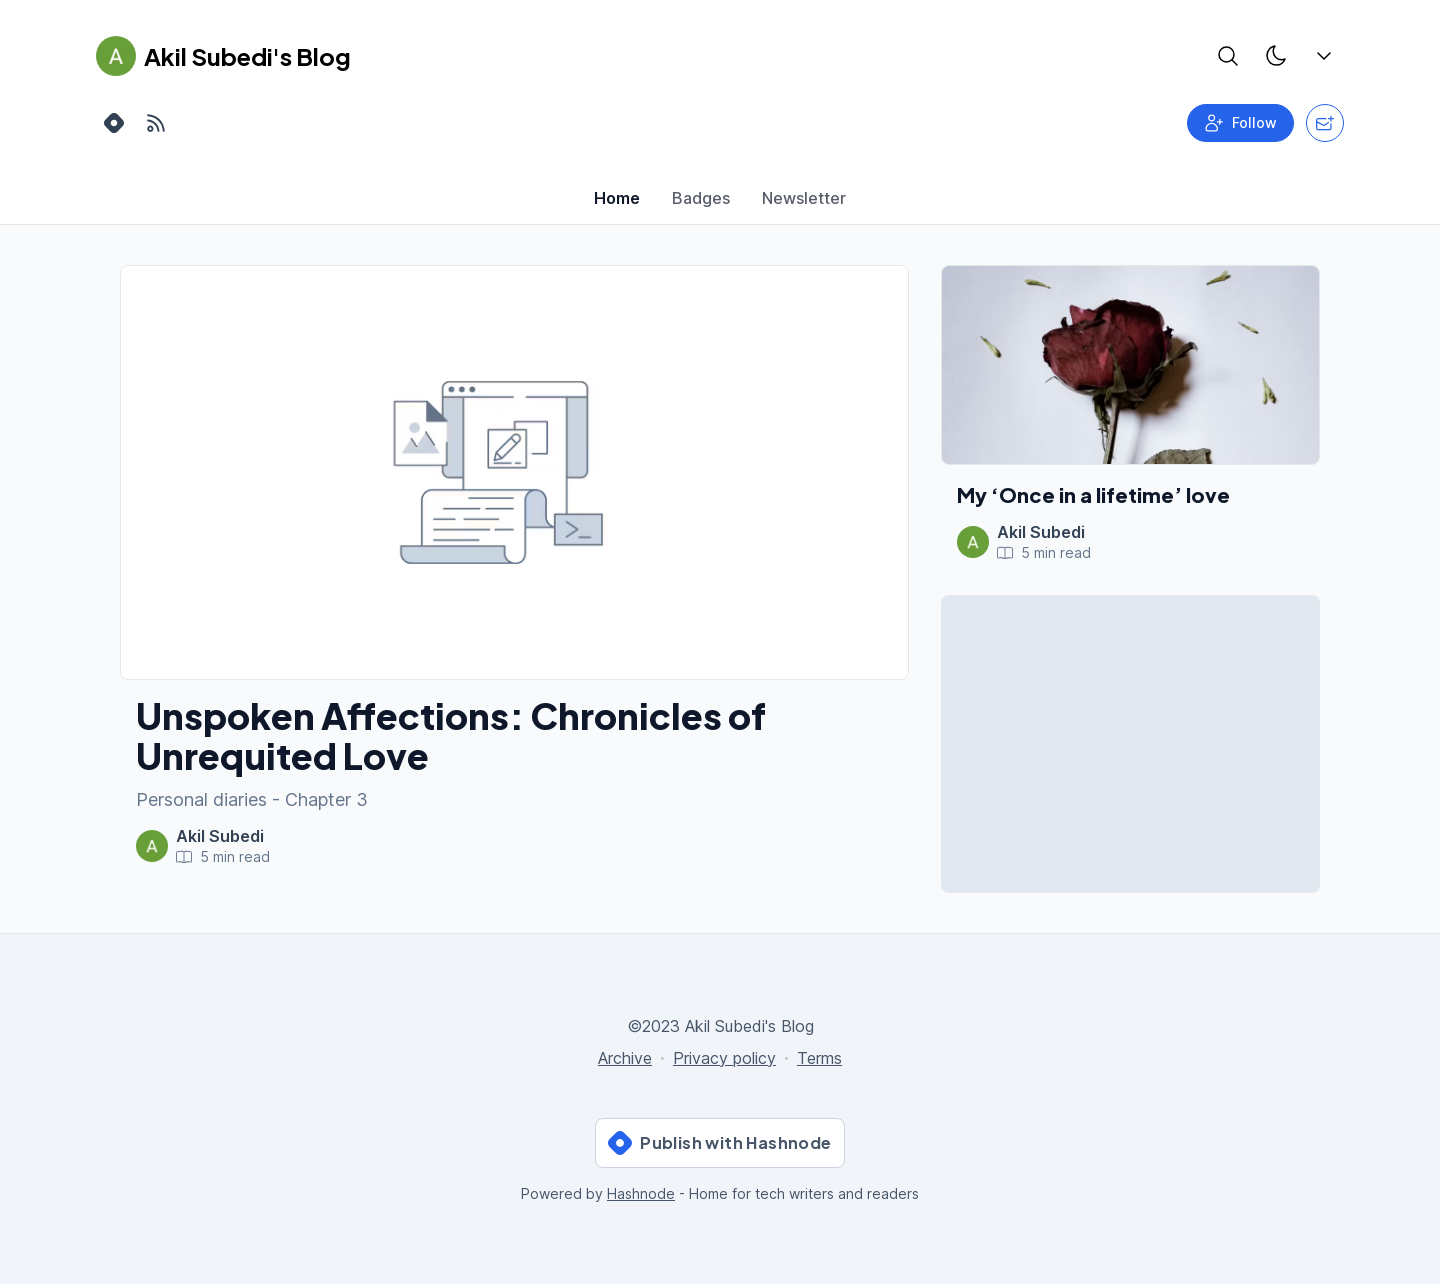 A
Akil Subedi's Blog
Follow
Home
Badges
Newsletter
Unspoken Affections: Chronicles of
Unrequited Love
Personal diaries - Chapter 3
A
Akil Subedi
5 min read
My ‘Once in a lifetime’ love
A
Akil Subedi
5 min read
©2023 Akil Subedi's Blog
Archive · Privacy policy · Terms
Publish with Hashnode
Powered by Hashnode - Home for tech writers and readers